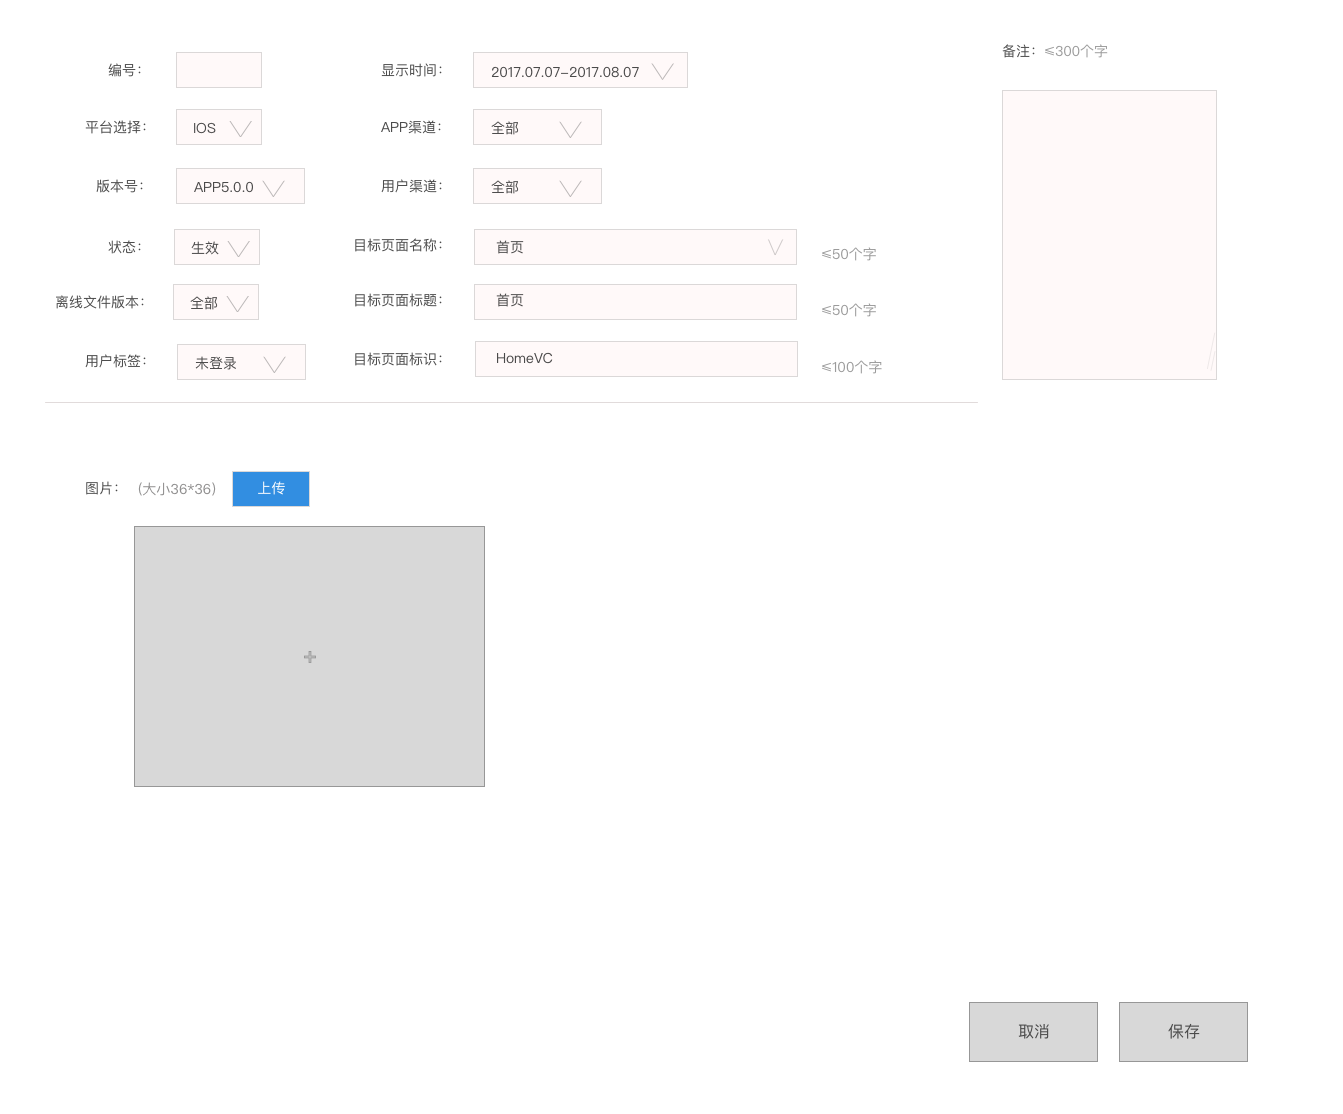 编号：
显示时间： 2017.07.07-2017.08.07
备注： ≤300个字
平台选择： IOS
APP渠道： 全部
版本号： APP5.0.0
用户渠道： 全部
状态： 生效
目标页面名称： 首页 ≤50个字
离线文件版本： 全部
目标页面标题： 首页 ≤50个字
用户标签： 未登录
目标页面标识： HomeVC ≤100个字
图片： (大小36*36) 上传
取消
保存